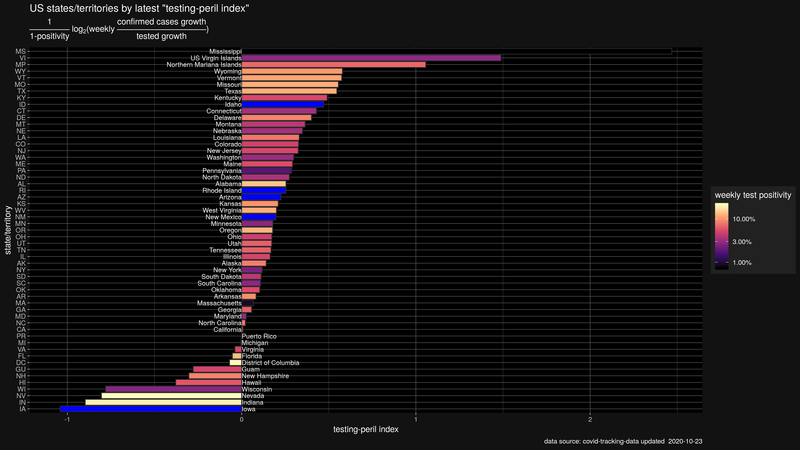 US states/territories by latest "testing-peril index"
1 confirmed cases growth
log2(weekly )
1-positivity tested growth
MS Mississippi
VI US Virgin Islands
MP Northern Mariana Islands
WY Wyoming
VT Vermont
MO Missouri
TX Texas
KY Kentucky
ID Idaho
CT Connecticut
DE Delaware
MT Montana
NE Nebraska
LA Louisiana
CO Colorado
NJ New Jersey
WA Washington
ME Maine
PA Pennsylvania
ND North Dakota
AL Alabama
RI Rhode Island
AZ Arizona
KS Kansas
WV West Virginia
NM New Mexico
MN Minnesota
OR Oregon
OH Ohio
UT Utah
TN Tennessee
IL Illinois
AK Alaska
NY New York
SD South Dakota
SC South Carolina
OK Oklahoma
AR Arkansas
MA Massachusetts
GA Georgia
MD Maryland
NC North Carolina
CA California
PR Puerto Rico
MI Michigan
VA Virginia
FL Florida
DC District of Columbia
GU Guam
NH New Hampshire
HI Hawaii
WI Wisconsin
NV Nevada
IN Indiana
IA Iowa
state/territory
-1 0 1 2
testing-peril index
weekly test positivity
10.00%
3.00%
1.00%
data source: covid-tracking-data updated 2020-10-23